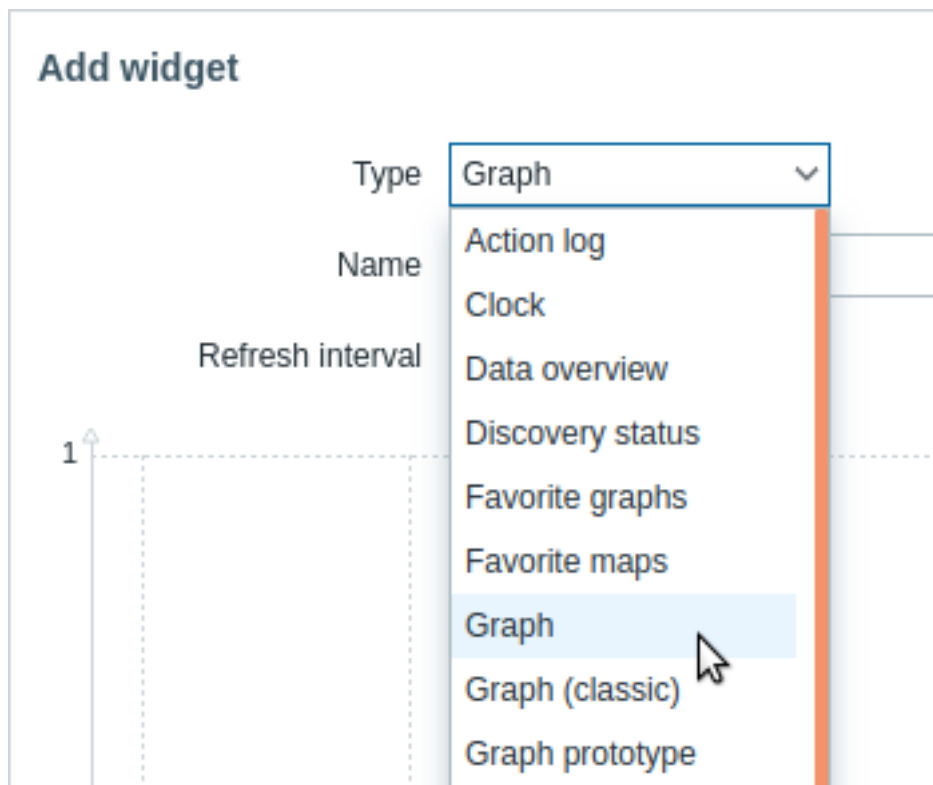 Add widget
Type Graph
Action log
Name
Clock
Refresh interval
Data overview
Discovery status
1
Favorite graphs
Favorite maps
Graph
Graph (classic)
Graph prototype